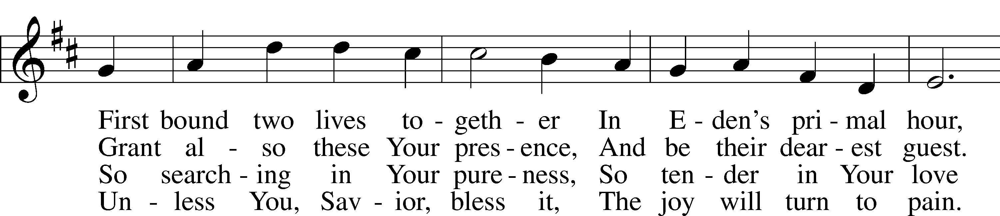 First bound two lives to - geth - er In E - den's pri - mal hour,
Grant al - so these Your pres - ence, And be their dear - est guest.
So search - ing in Your pure - ness, So ten - der in Your love
Un - less You, Sav - ior, bless it, The joy will turn to pain.